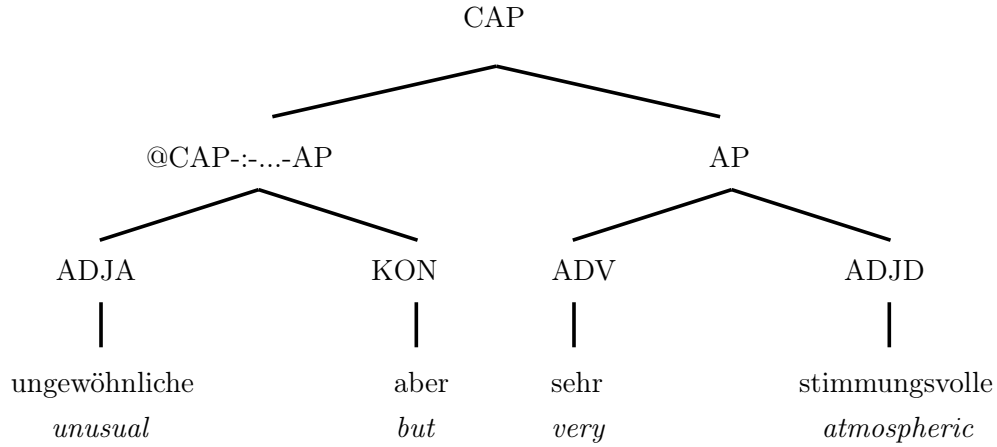 CAP
@CAP-:-...-AP AP
ADJA KON ADV ADJD
ungewöhnliche aber sehr stimmungsvolle
unusual but very atmospheric